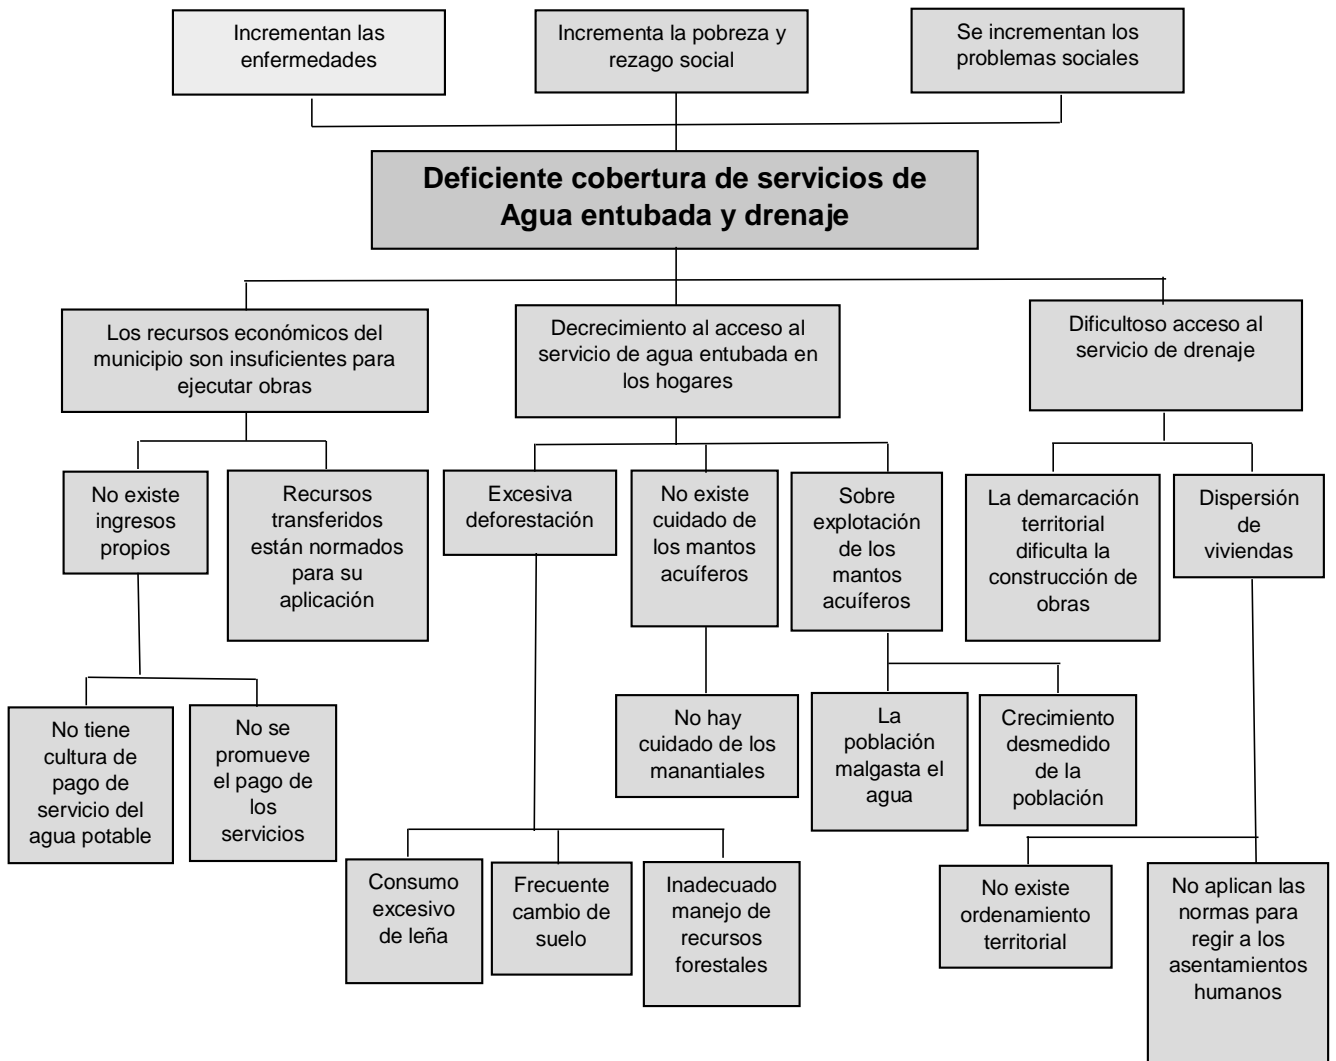 Incrementan las
enfermedades
Incrementa la pobreza y
rezago social
Se incrementan los
problemas sociales
Deficiente cobertura de servicios de
Agua entubada y drenaje
Los recursos económicos del
municipio son insuficientes para
ejecutar obras
Decrecimiento al acceso al
servicio de agua entubada en
los hogares
Dificultoso acceso al
servicio de drenaje
No existe
ingresos
propios
Recursos
transferidos
están normados
para su
aplicación
Excesiva
deforestación
No existe
cuidado de
los mantos
acuíferos
Sobre
explotación
de los
mantos
acuíferos
La demarcación
territorial
dificulta la
construcción de
obras
Dispersión
de
viviendas
No tiene
cultura de
pago de
servicio del
agua potable
No se
promueve
el pago de
los
servicios
No hay
cuidado de los
manantiales
La
población
malgasta el
agua
Crecimiento
desmedido
de la
población
Consumo
excesivo
de leña
Frecuente
cambio de
suelo
Inadecuado
manejo de
recursos
forestales
No existe
ordenamiento
territorial
No aplican las
normas para
regir a los
asentamientos
humanos